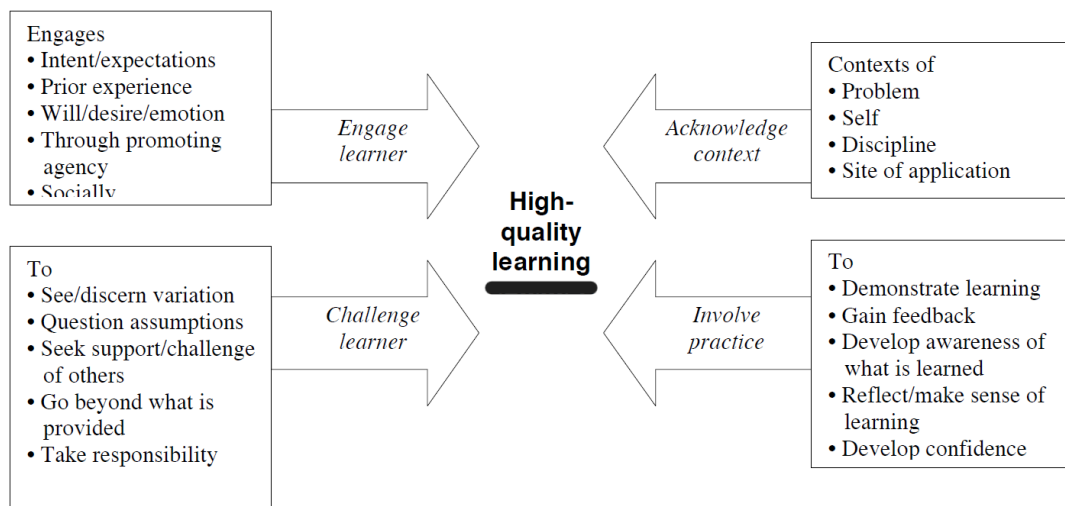 Engages
• Intent/expectations
• Prior experience
• Will/desire/emotion
• Through promoting
agency
• Socially
Engage
learner
Acknowledge
context
Contexts of
• Problem
• Self
• Discipline
• Site of application
High-
quality
learning
To
• See/discern variation
• Question assumptions
• Seek support/challenge
of others
• Go beyond what is
provided
• Take responsibility
Challenge
learner
Involve
practice
To
• Demonstrate learning
• Gain feedback
• Develop awareness of
what is learned
• Reflect/make sense of
learning
• Develop confidence